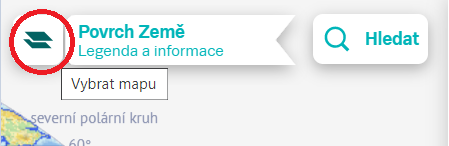 Povrch Země
Legenda a informace
Hledat
Vybrat mapu
severní polární kruh
60°